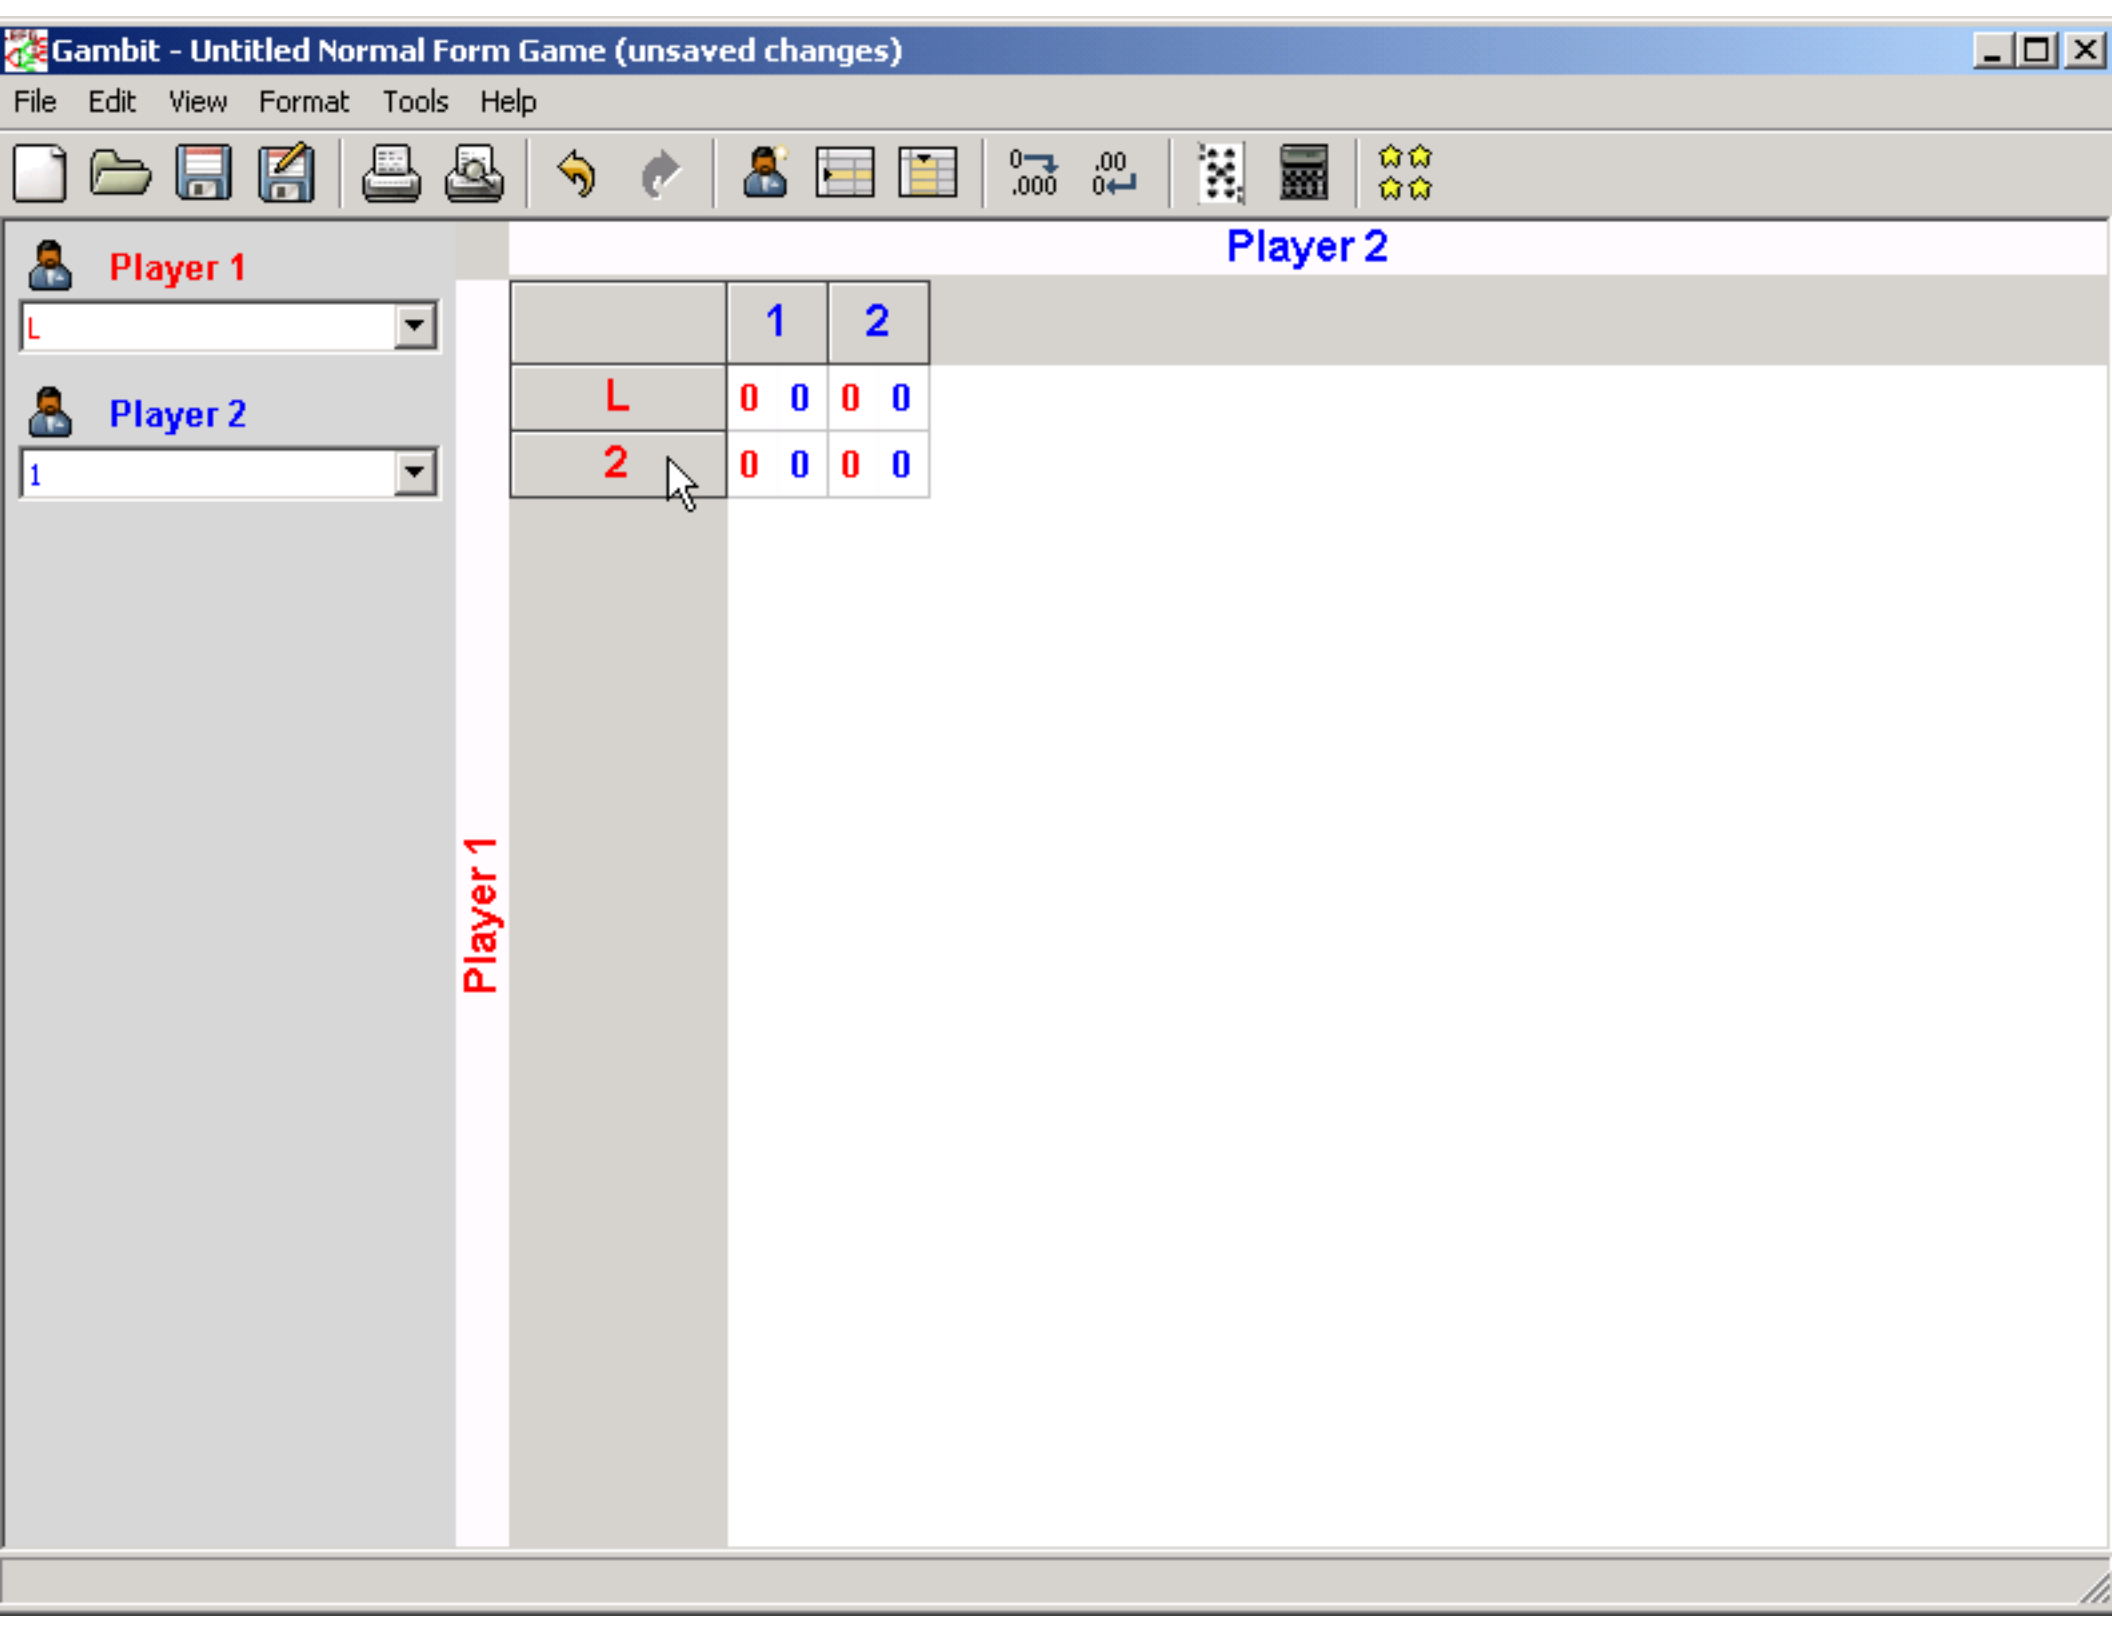 Gambit - Untitled Normal Form Game (unsaved changes)
File Edit View Format Tools Help
0 .000 .00 0
Player 1
L
Player 2
1
Player 2
1 2
L 0 0 0 0
2 0 0 0 0
Player 1